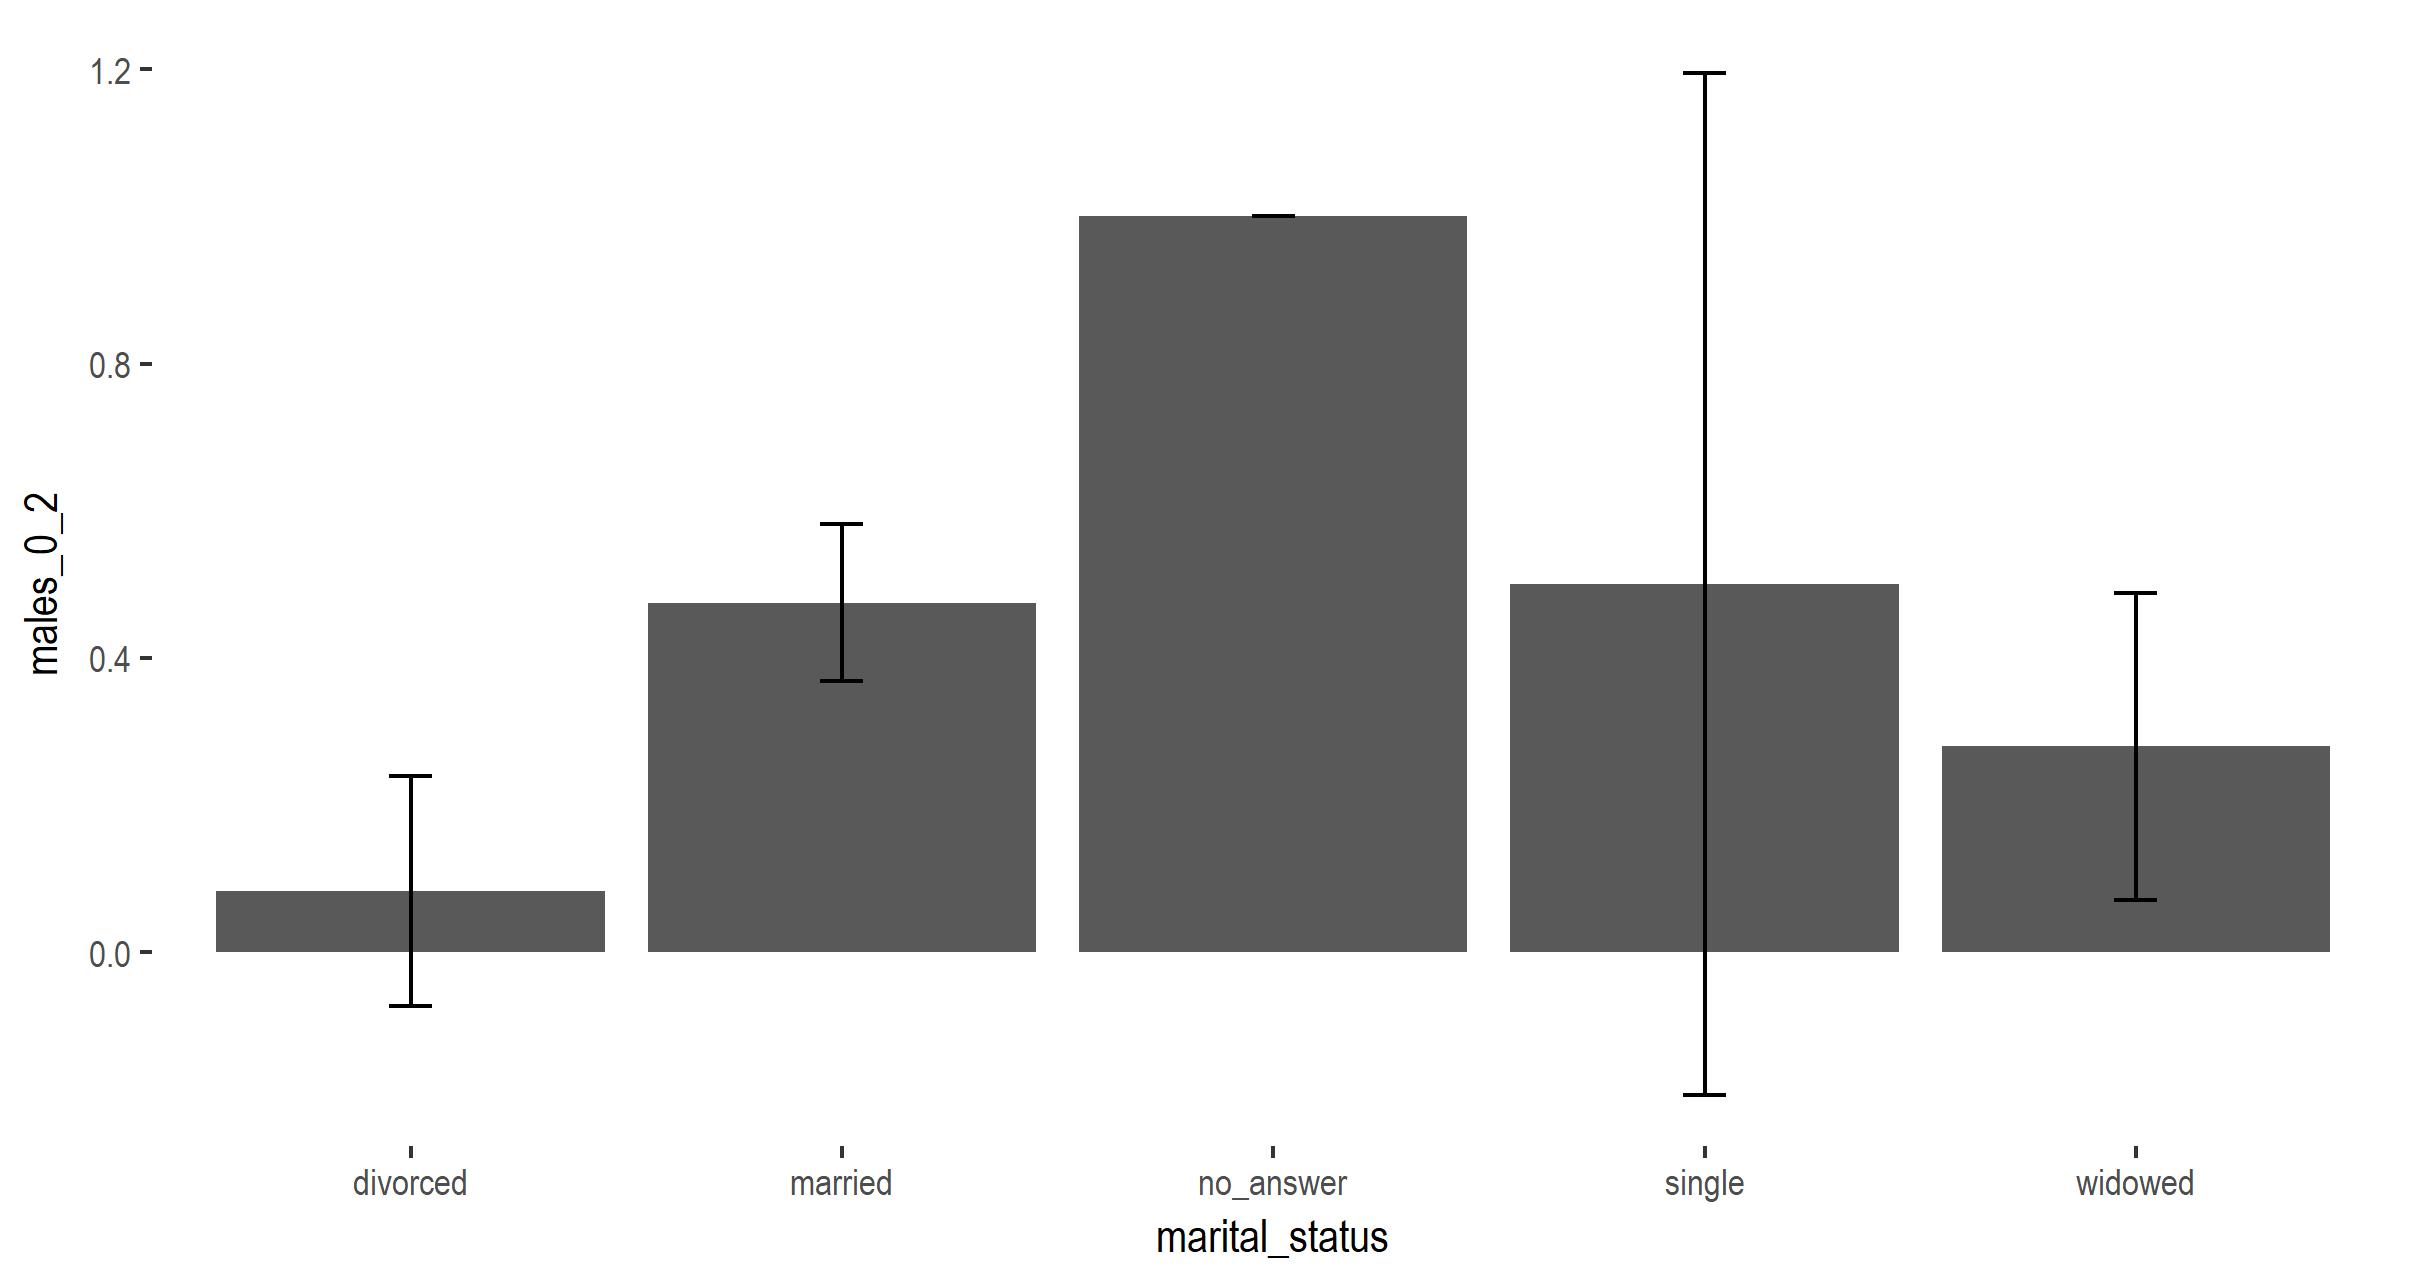 1.2
0.8
0.4
0.0
males_0_2
divorced married no_answer single widowed
marital_status